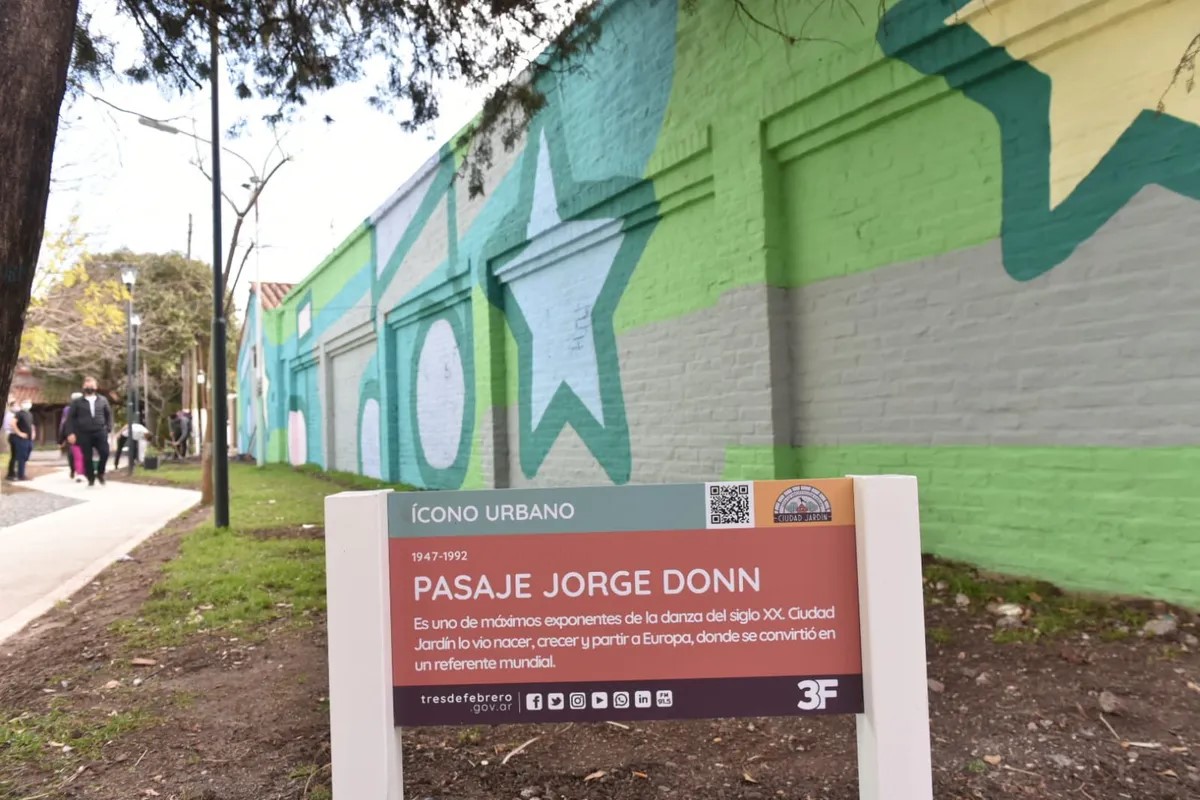 ÍCONO URBANO
CIUDAD JARDÍN
1947-1992
PASAJE JORGE DONN
Es uno de máximos exponentes de la danza del siglo XX. Ciudad
Jardín lo vio nacer, crecer y partir a Europa, donde se convirtió en
un referente mundial.
tresdefebrero
.gov.ar
FM
91.5
3F